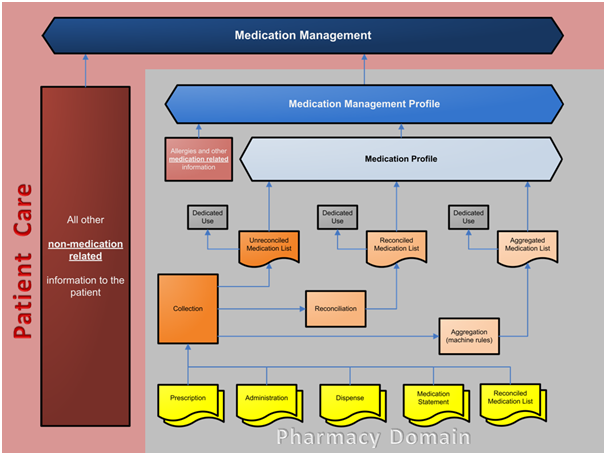 Medication Management
Medication Management Profile
Allergies and other
medication related
information
Medication Profile
Patient Care
All other
non-medication
related
information to the
patient
Dedicated
Use
Unreconciled
Medication List
Dedicated
Use
Reconciled
Medication List
Dedicated
Use
Aggregated
Medication List
Collection
Reconciliation
Aggregation
(machine rules)
Prescription
Administration
Dispense
Medication
Statement
Reconciled
Medication List
Pharmacy Domain